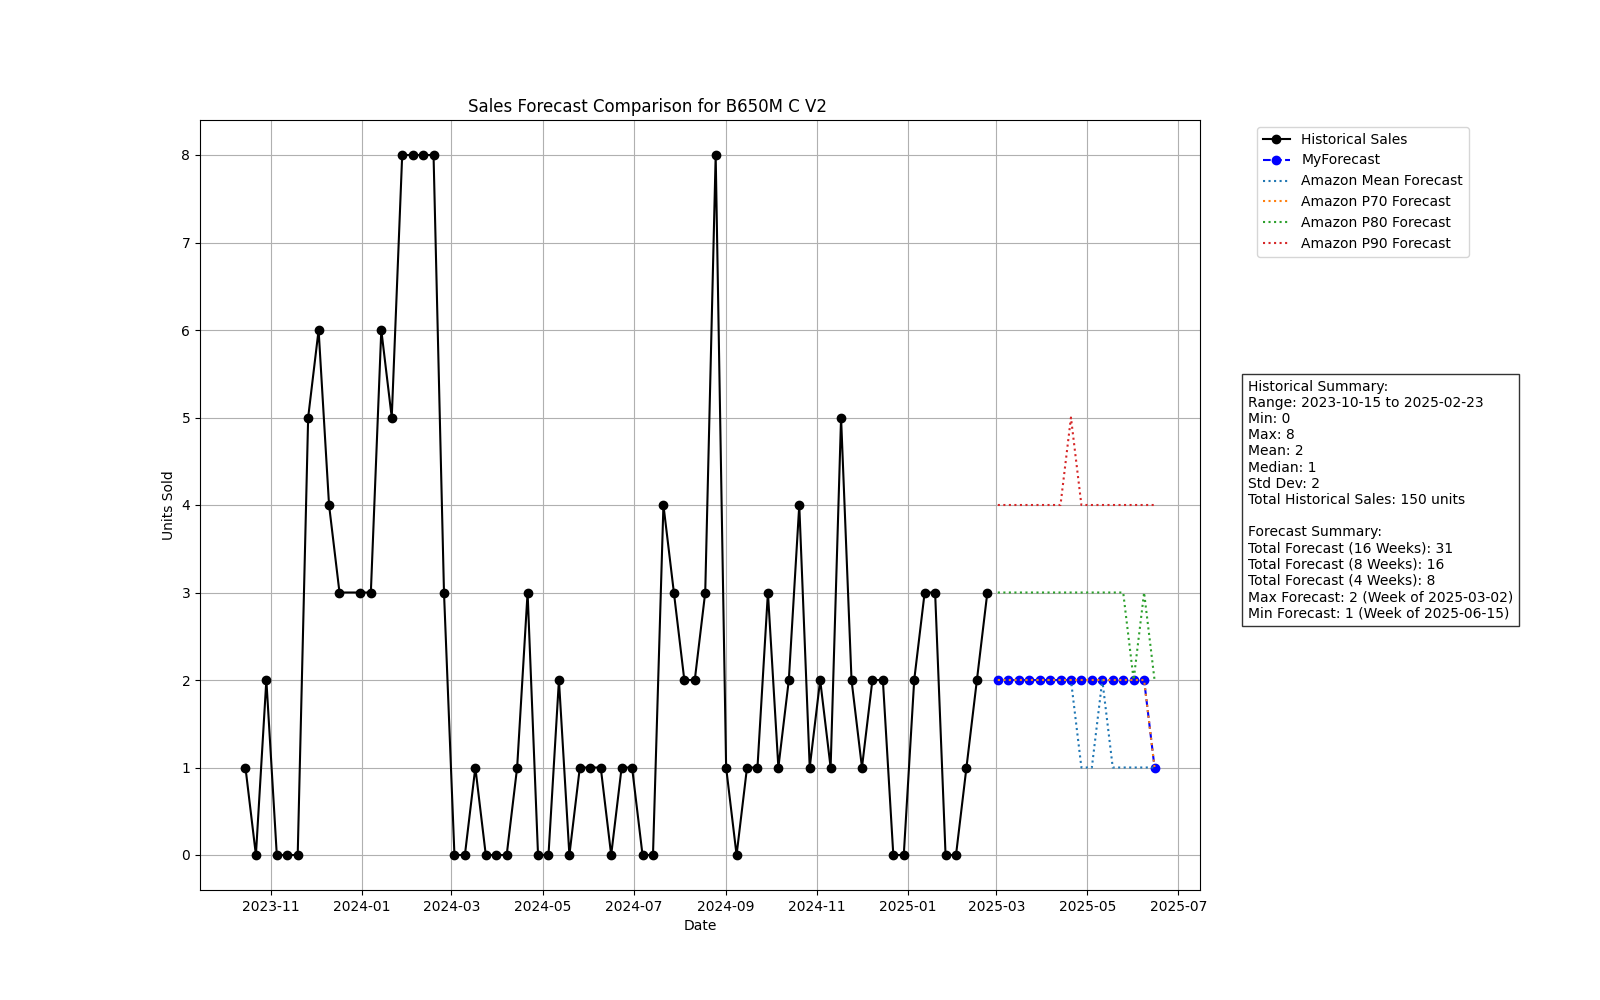 Sales Forecast Comparison for B650M C V2
Units Sold
8
7
6
5
4
3
2
1
0
2023-11
2024-01
2024-03
2024-05
2024-07
2024-09
2024-11
2025-01
2025-03
2025-05
2025-07
Date
Historical Sales
MyForecast
Amazon Mean Forecast
Amazon P70 Forecast
Amazon P80 Forecast
Amazon P90 Forecast
Historical Summary:
Range: 2023-10-15 to 2025-02-23
Min: 0
Max: 8
Mean: 2
Median: 1
Std Dev: 2
Total Historical Sales: 150 units
Forecast Summary:
Total Forecast (16 Weeks): 31
Total Forecast (8 Weeks): 16
Total Forecast (4 Weeks): 8
Max Forecast: 2 (Week of 2025-03-02)
Min Forecast: 1 (Week of 2025-06-15)